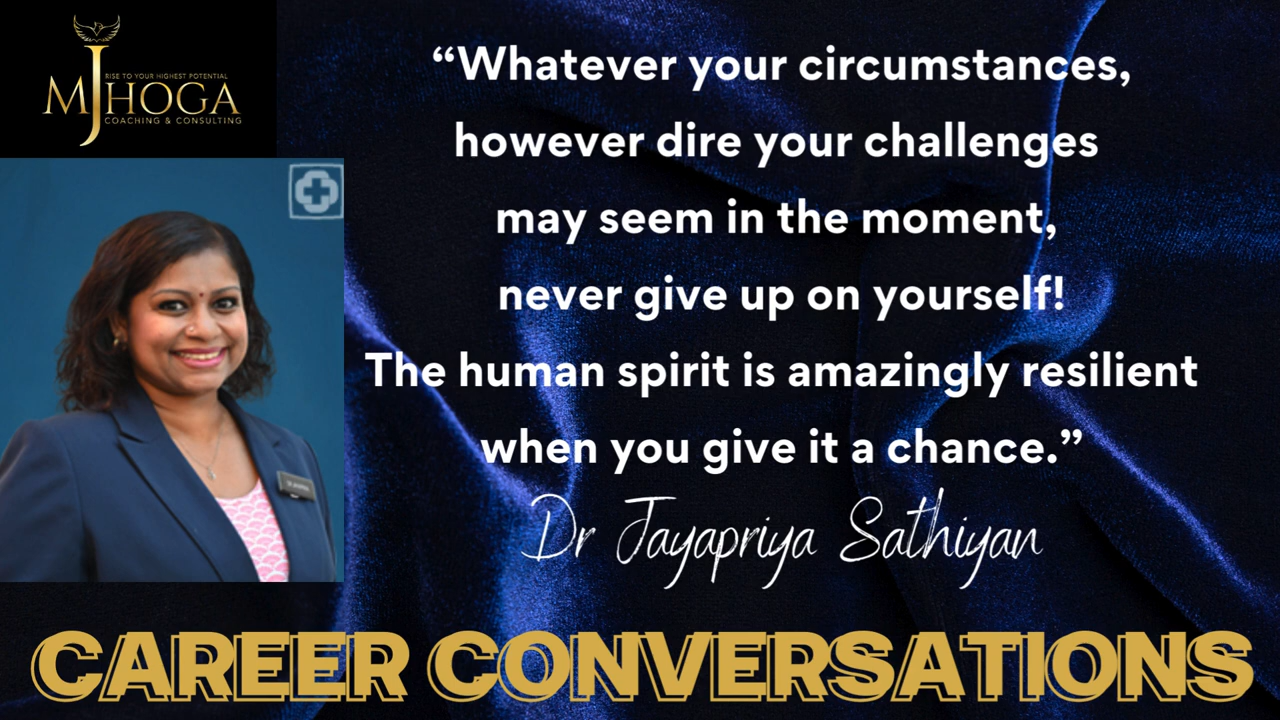 RISE TO YOUR HIGHEST POTENTIAL
MJHOGA
COACHING & CONSULTING
“Whatever your circumstances,
however dire your challenges
may seem in the moment,
never give up on yourself!
The human spirit is amazingly resilient
when you give it a chance.”
Dr Jayapriya Sathiyan
CAREER CONVERSATIONS